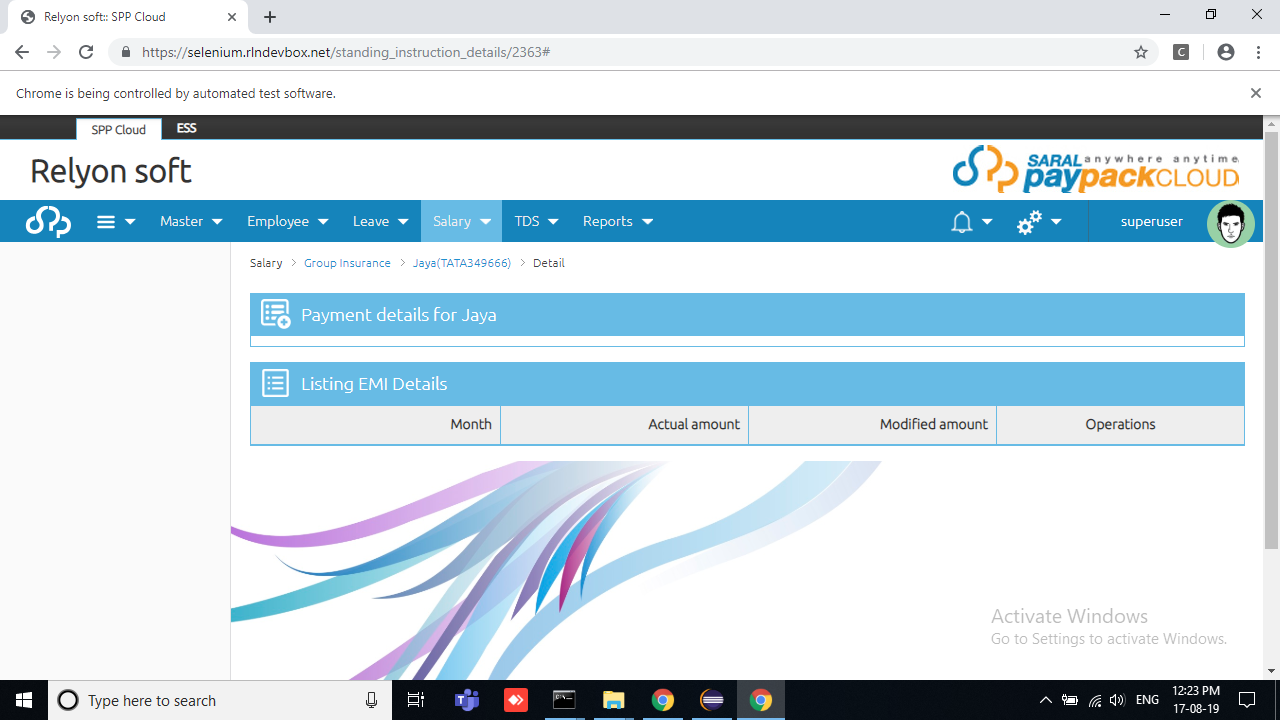 Relyon soft:: SPP Cloud
https://selenium.rlndevbox.net/standing_instruction_details/2363#
C
Chrome is being controlled by automated test software.
SPP Cloud ESS
Relyon soft
SARAL anywhere anytime
paypackCLOUD
Master Employee Leave Salary TDS Reports superuser
Salary > Group Insurance > Jaya(TATA349666) > Detail
Payment details for Jaya
Listing EMI Details
Month Actual amount Modified amount Operations
Activate Windows
Go to Settings to activate Windows.
Type here to search
ENG
12:23 PM
17-08-19